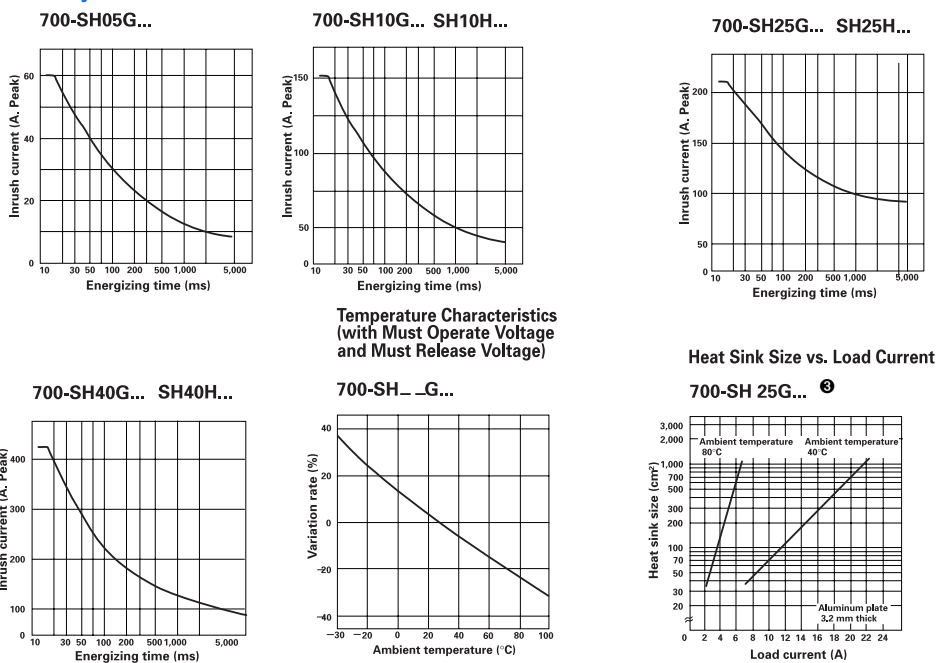 700-SH05G...
Inrush current (A. Peak)
60
40
20
0
10 30 50 100 200 500 1,000 5,000
Energizing time (ms)
700-SH10G... SH10H...
Inrush current (A. Peak)
150
100
50
0
10 30 50 100 200 500 1,000 5,000
Energizing time (ms)
700-SH25G... SH25H...
Inrush current (A. Peak)
200
150
100
50
0
10 30 50 100 200 500 1,000 5,000
Energizing time (ms)
700-SH40G... SH40H...
Inrush current (A. Peak)
400
300
200
100
0
10 30 50 100 200 500 1,000 5,000
Energizing time (ms)
Temperature Characteristics
(with Must Operate Voltage
and Must Release Voltage)
700-SH_ _G...
Variation rate (%)
40
20
0
−20
−40
−30 −20 0 20 40 60 80 100
Ambient temperature (°C)
Heat Sink Size vs. Load Current
700-SH 25G... ❸
Heat sink size (cm²)
3,000
2,000
1,000
700
500
300
200
100
70
50
30
20
Ambient temperature
80°C
Ambient temperature
40°C
Aluminum plate
3.2 mm thick
0 2 4 6 8 10 12 14 16 18 20 22 24
Load current (A)